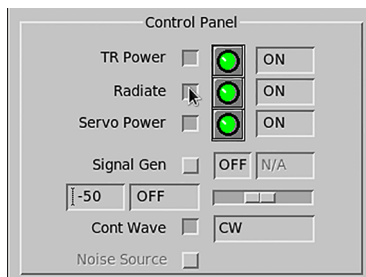 Control Panel
TR Power ON
Radiate ON
Servo Power ON
Signal Gen OFF N/A
-50 OFF
Cont Wave CW
Noise Source